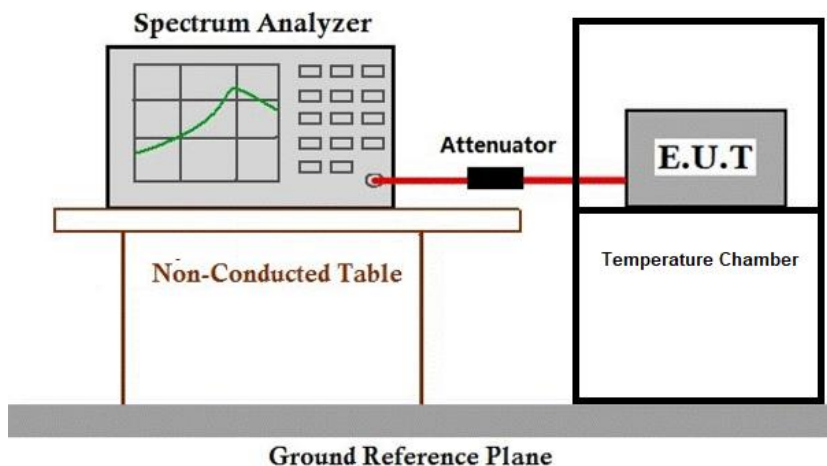 Spectrum Analyzer
Attenuator
E.U.T
Non-Conducted Table
Temperature Chamber
Ground Reference Plane